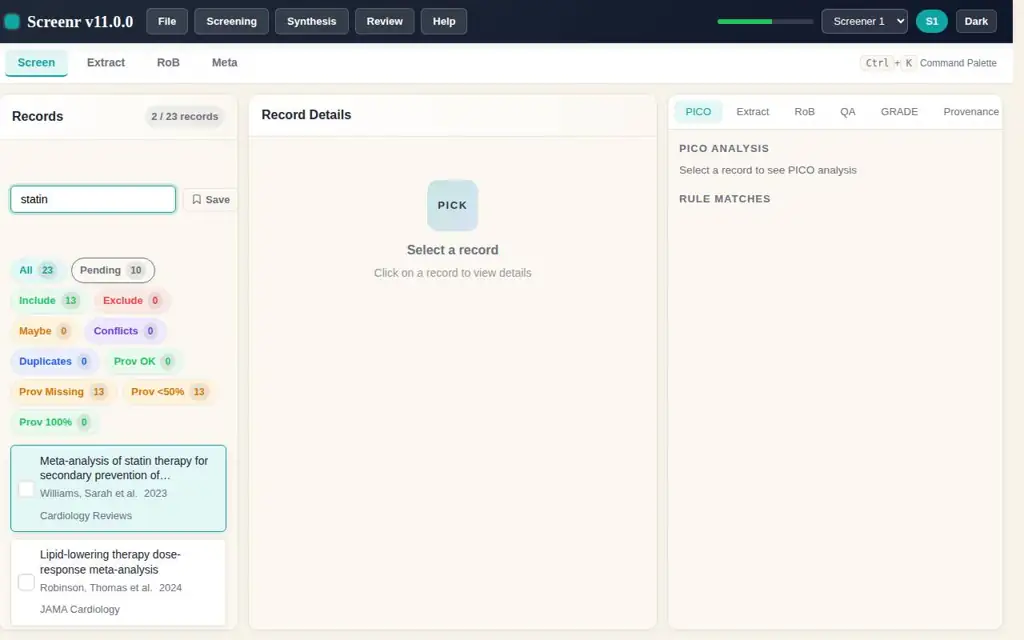 Screenr v11.0.0 File Screening Synthesis Review Help Screener 1 S1 Dark
Screen Extract RoB Meta Ctrl + K Command Palette
Records 2 / 23 records
statin Save
All 23 Pending 10
Include 13 Exclude 0
Maybe 0 Conflicts 0
Duplicates 0 Prov OK 0
Prov Missing 13 Prov <50% 13
Prov 100% 0
Meta-analysis of statin therapy for
secondary prevention of…
Williams, Sarah et al. 2023
Cardiology Reviews
Lipid-lowering therapy dose-
response meta-analysis
Robinson, Thomas et al. 2024
JAMA Cardiology
Record Details
PICK
Select a record
Click on a record to view details
PICO Extract RoB QA GRADE Provenance
PICO ANALYSIS
Select a record to see PICO analysis
RULE MATCHES